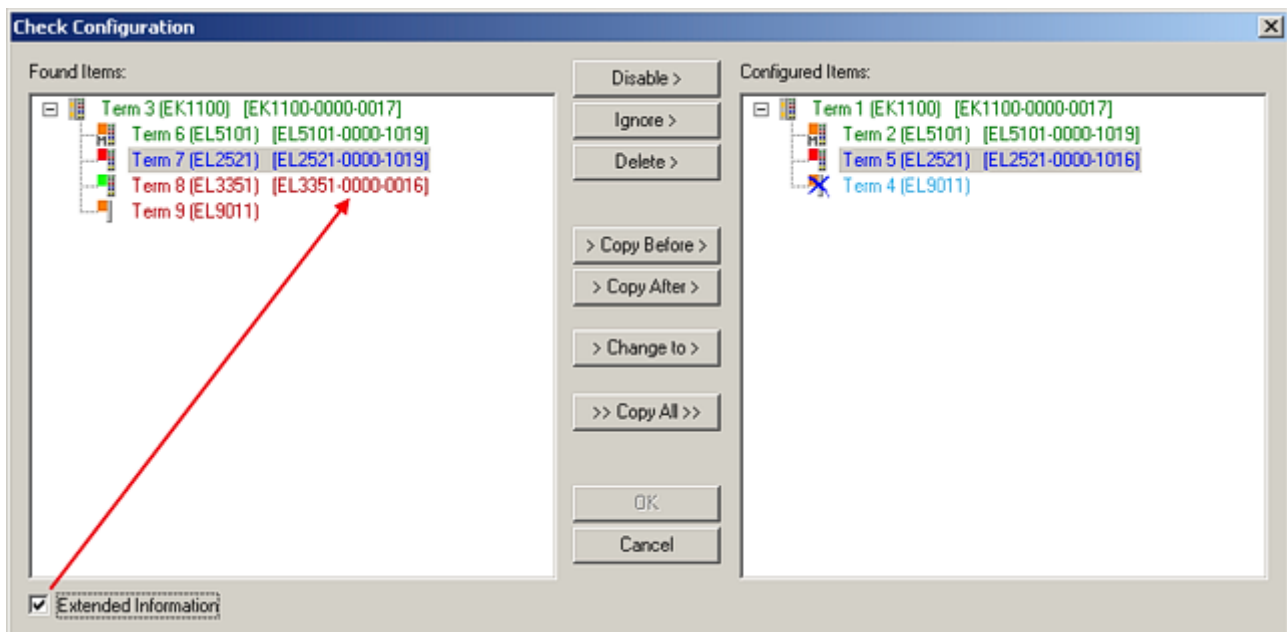 Check Configuration
Found Items:
Term 3 (EK1100) [EK1100-0000-0017]
Term 6 (EL5101) [EL5101-0000-1019]
Term 7 (EL2521) [EL2521-0000-1019]
Term 8 (EL3351) [EL3351-0000-0016]
Term 9 (EL9011)
Extended Information
Disable >
Ignore >
Delete >
> Copy Before >
> Copy After >
> Change to >
>> Copy All >>
OK
Cancel
Configured Items:
Term 1 (EK1100) [EK1100-0000-0017]
Term 2 (EL5101) [EL5101-0000-1019]
Term 5 (EL2521) [EL2521-0000-1016]
Term 4 (EL9011)